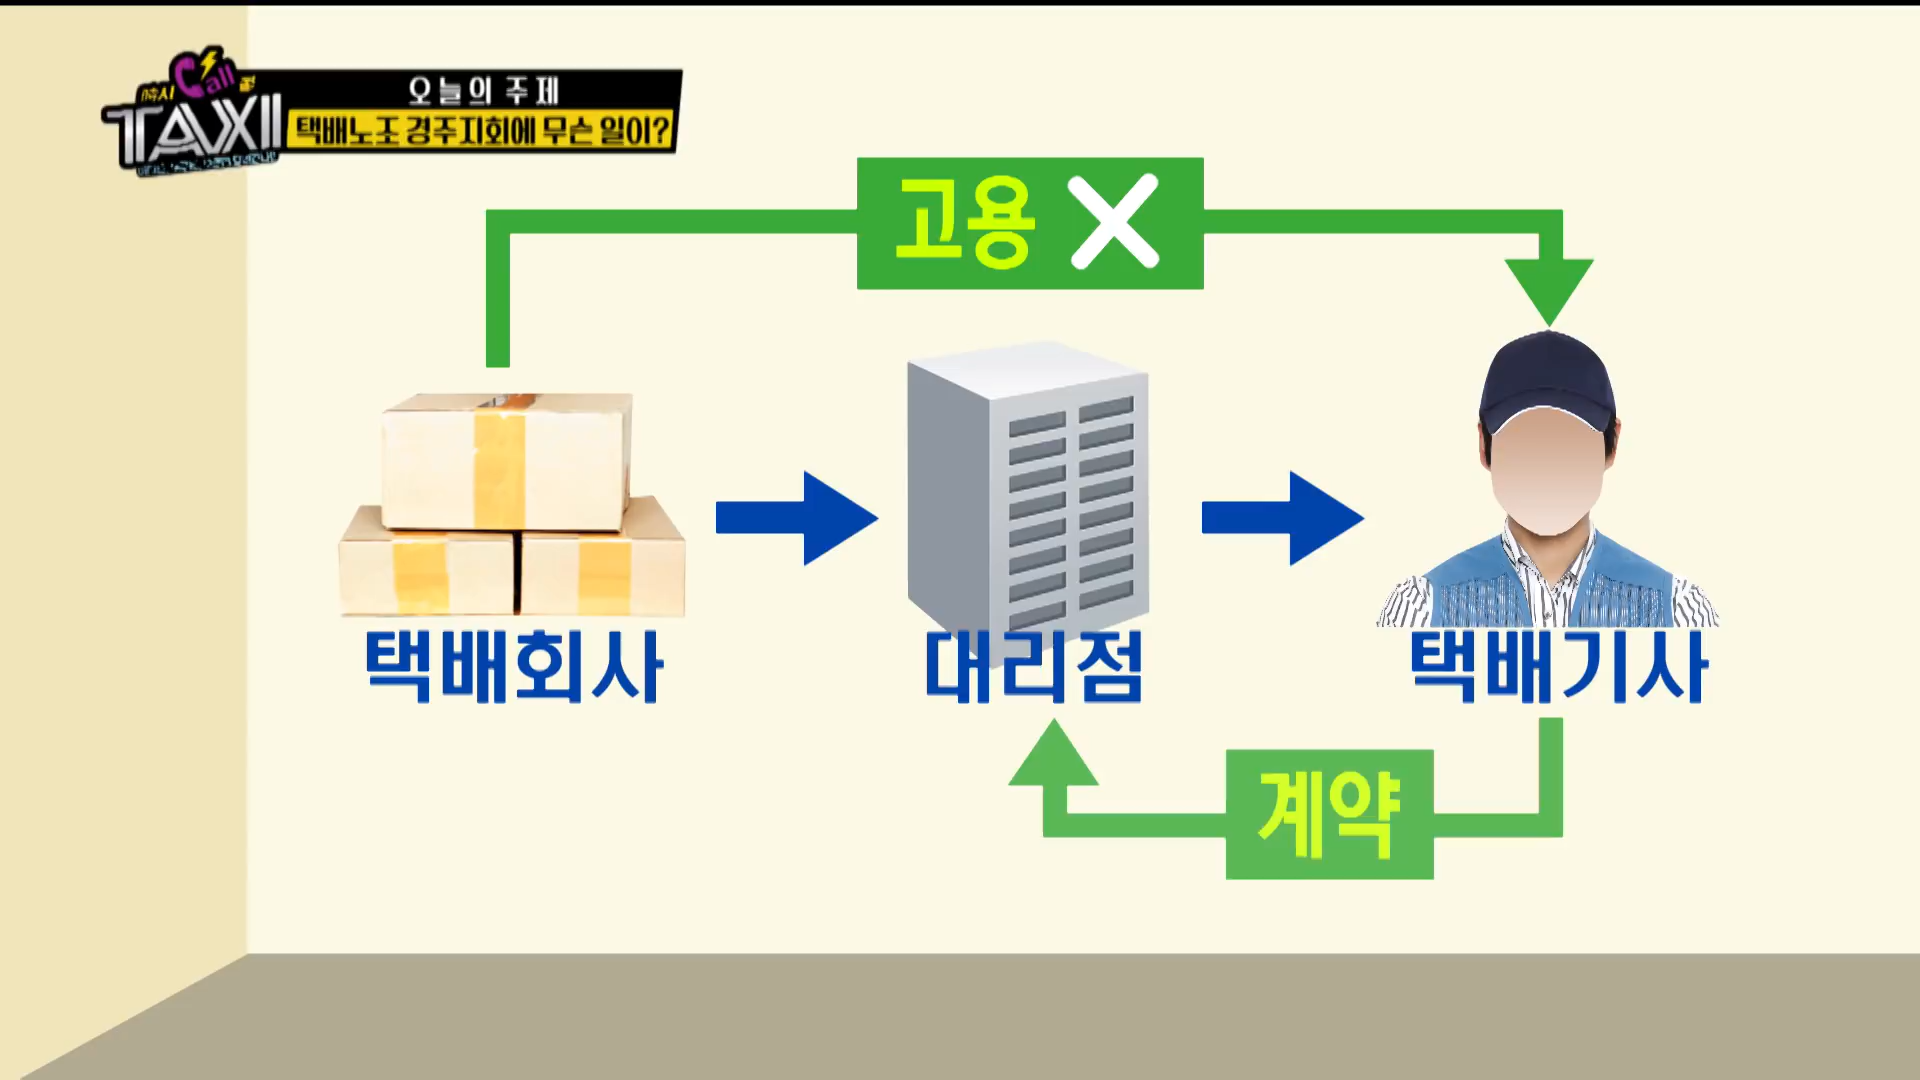 Call
TAXI
오늘의 주제
택배노조 경주지회에 무슨 일이?
고용
택배회사
대리점
택배기사
계약